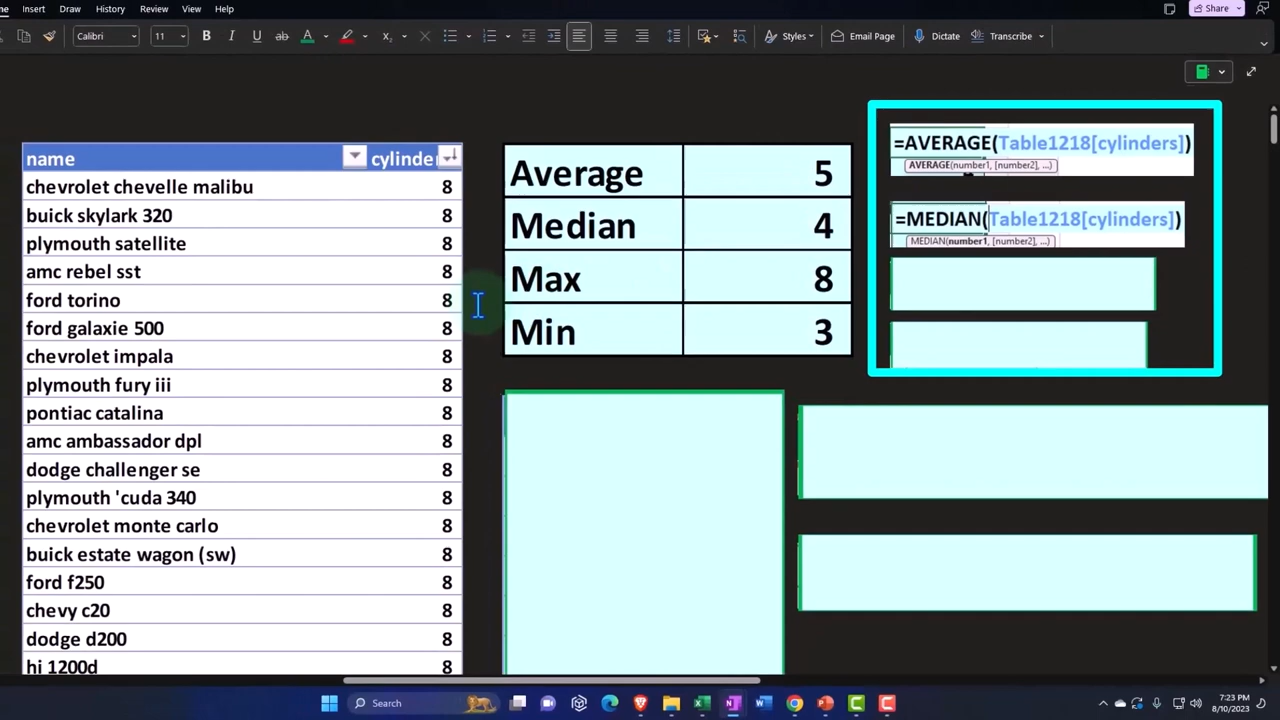 Insert Draw History Review View Help Share
Calibri 11 B I U ab A Styles Email Page Dictate Transcribe
name cylinde
chevrolet chevelle malibu 8
buick skylark 320 8
plymouth satellite 8
amc rebel sst 8
ford torino 8
ford galaxie 500 8
chevrolet impala 8
plymouth fury iii 8
pontiac catalina 8
amc ambassador dpl 8
dodge challenger se 8
plymouth 'cuda 340 8
chevrolet monte carlo 8
buick estate wagon (sw) 8
ford f250 8
chevy c20 8
dodge d200 8
hi 1200d 8
Average 5
Median 4
Max 8
Min 3
=AVERAGE(Table1218[cylinders])
AVERAGE(number1, [number2], ...)
=MEDIAN(Table1218[cylinders])
MEDIAN(number1, [number2], ...)
Search
7:23 PM
8/10/2023